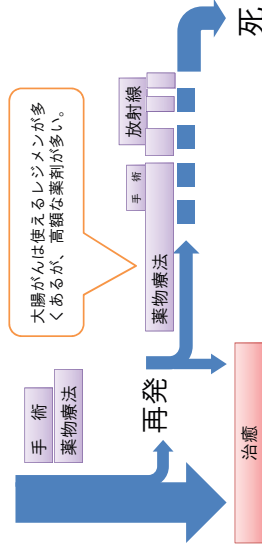 大腸がんは使えるレジメンが多
くあるが、高額な薬剤が多い。
手 術
薬物療法
再発
治癒
手 術
薬物療法
放射線
死